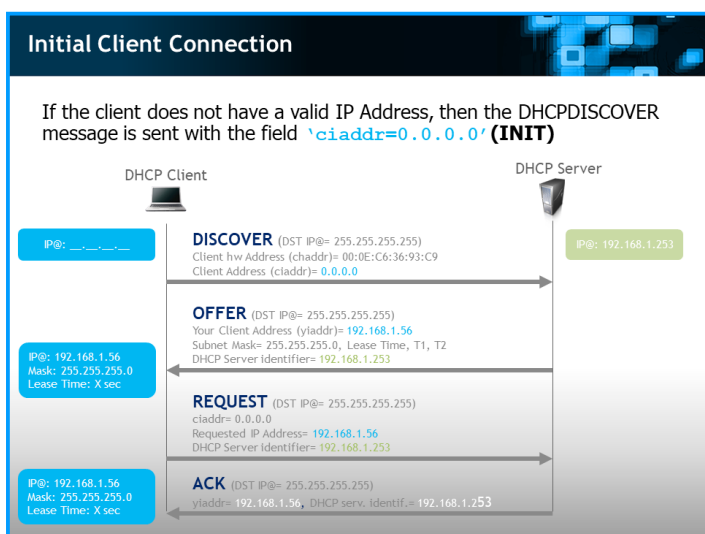 Initial Client Connection
If the client does not have a valid IP Address, then the DHCPDISCOVER
message is sent with the field ‘ciaddr=0.0.0.0’ (INIT)
DHCP Client
DHCP Server
IP@: __.__.__.__
DISCOVER (DST IP@= 255.255.255.255)
Client hw Address (chaddr)= 00:0E:C6:36:93:C9
Client Address (ciaddr)= 0.0.0.0
IP@: 192.168.1.253
OFFER (DST IP@= 255.255.255.255)
Your Client Address (yiaddr)= 192.168.1.56
Subnet Mask= 255.255.255.0, Lease Time, T1, T2
DHCP Server identifier= 192.168.1.253
IP@: 192.168.1.56
Mask: 255.255.255.0
Lease Time: X sec
REQUEST (DST IP@= 255.255.255.255)
ciaddr= 0.0.0.0
Requested IP Address= 192.168.1.56
DHCP Server identifier= 192.168.1.253
IP@: 192.168.1.56
Mask: 255.255.255.0
Lease Time: X sec
ACK (DST IP@= 255.255.255.255)
yiaddr= 192.168.1.56, DHCP serv. identif.= 192.168.1.253